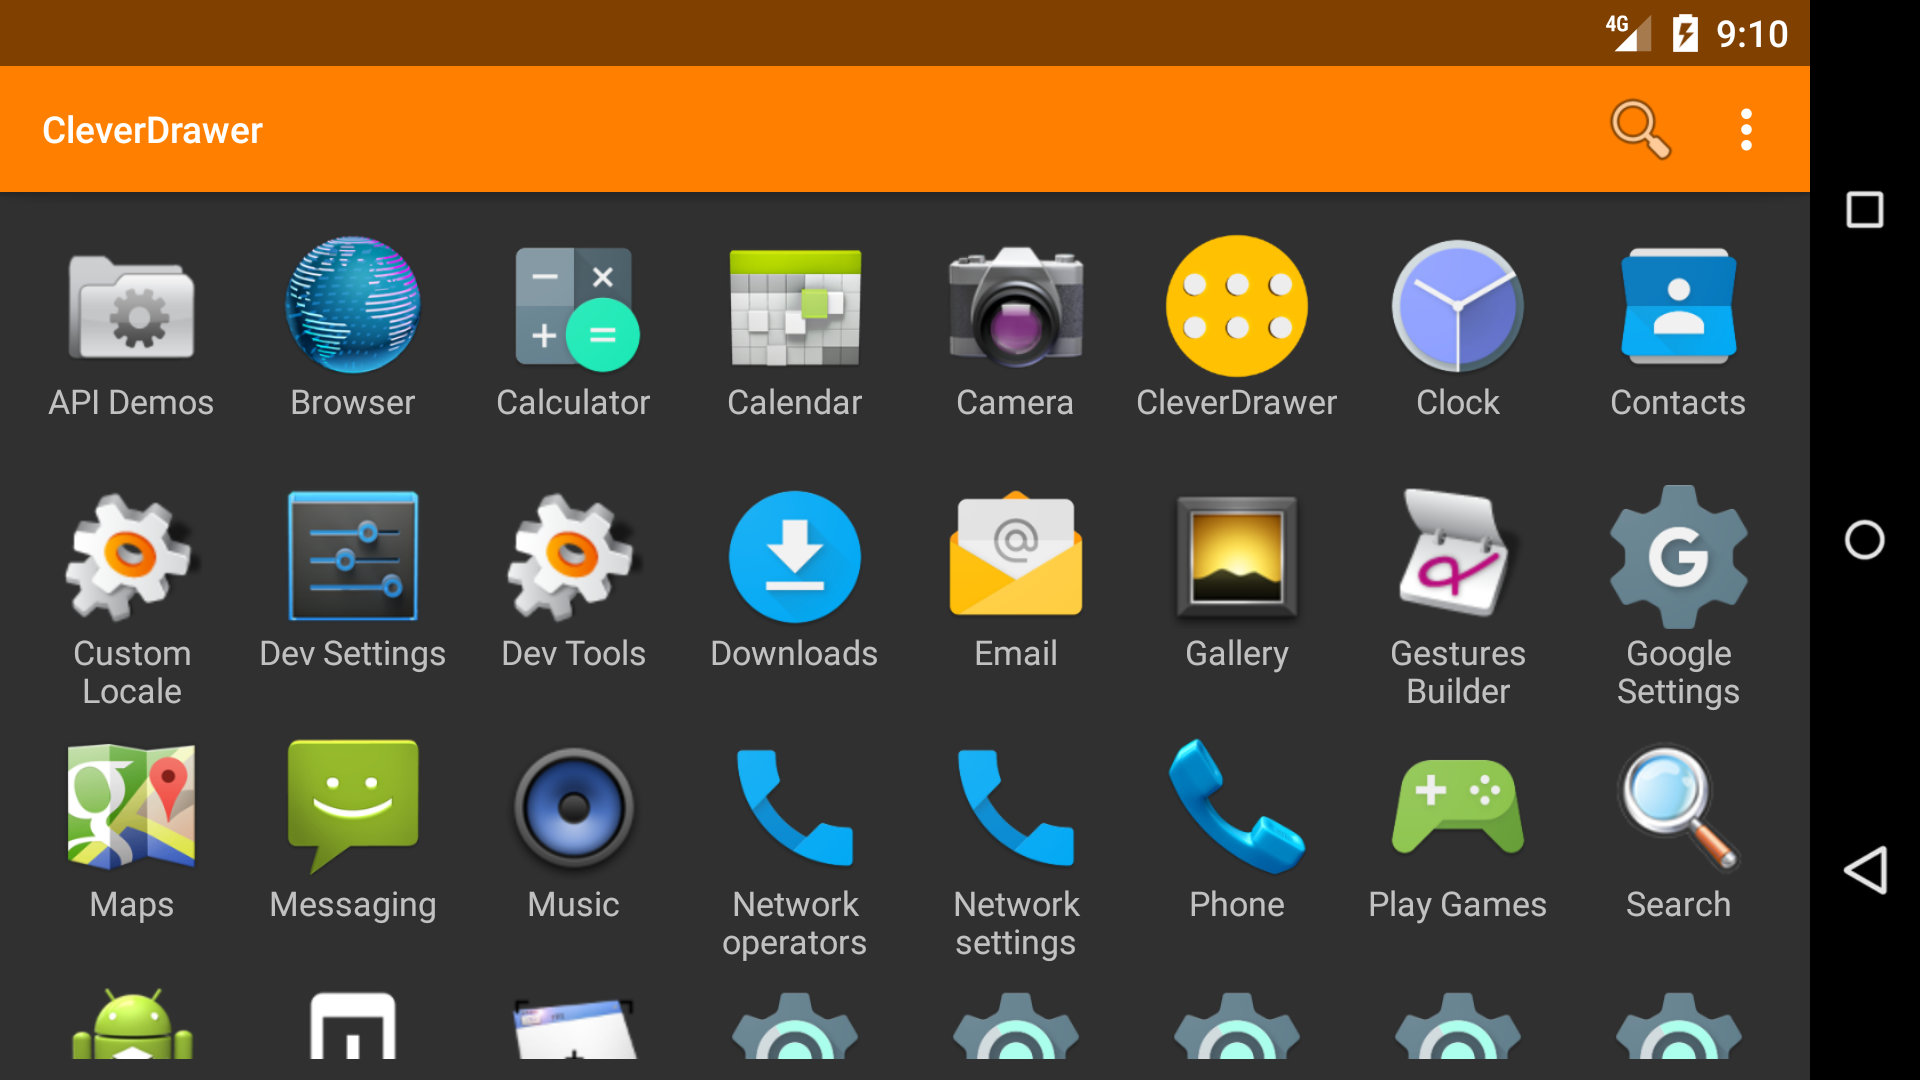 4G 9:10
CleverDrawer
API Demos Browser Calculator Calendar Camera CleverDrawer Clock Contacts
Custom Locale Dev Settings Dev Tools Downloads Email Gallery Gestures Builder Google Settings
Maps Messaging Music Network operators Network settings Phone Play Games Search